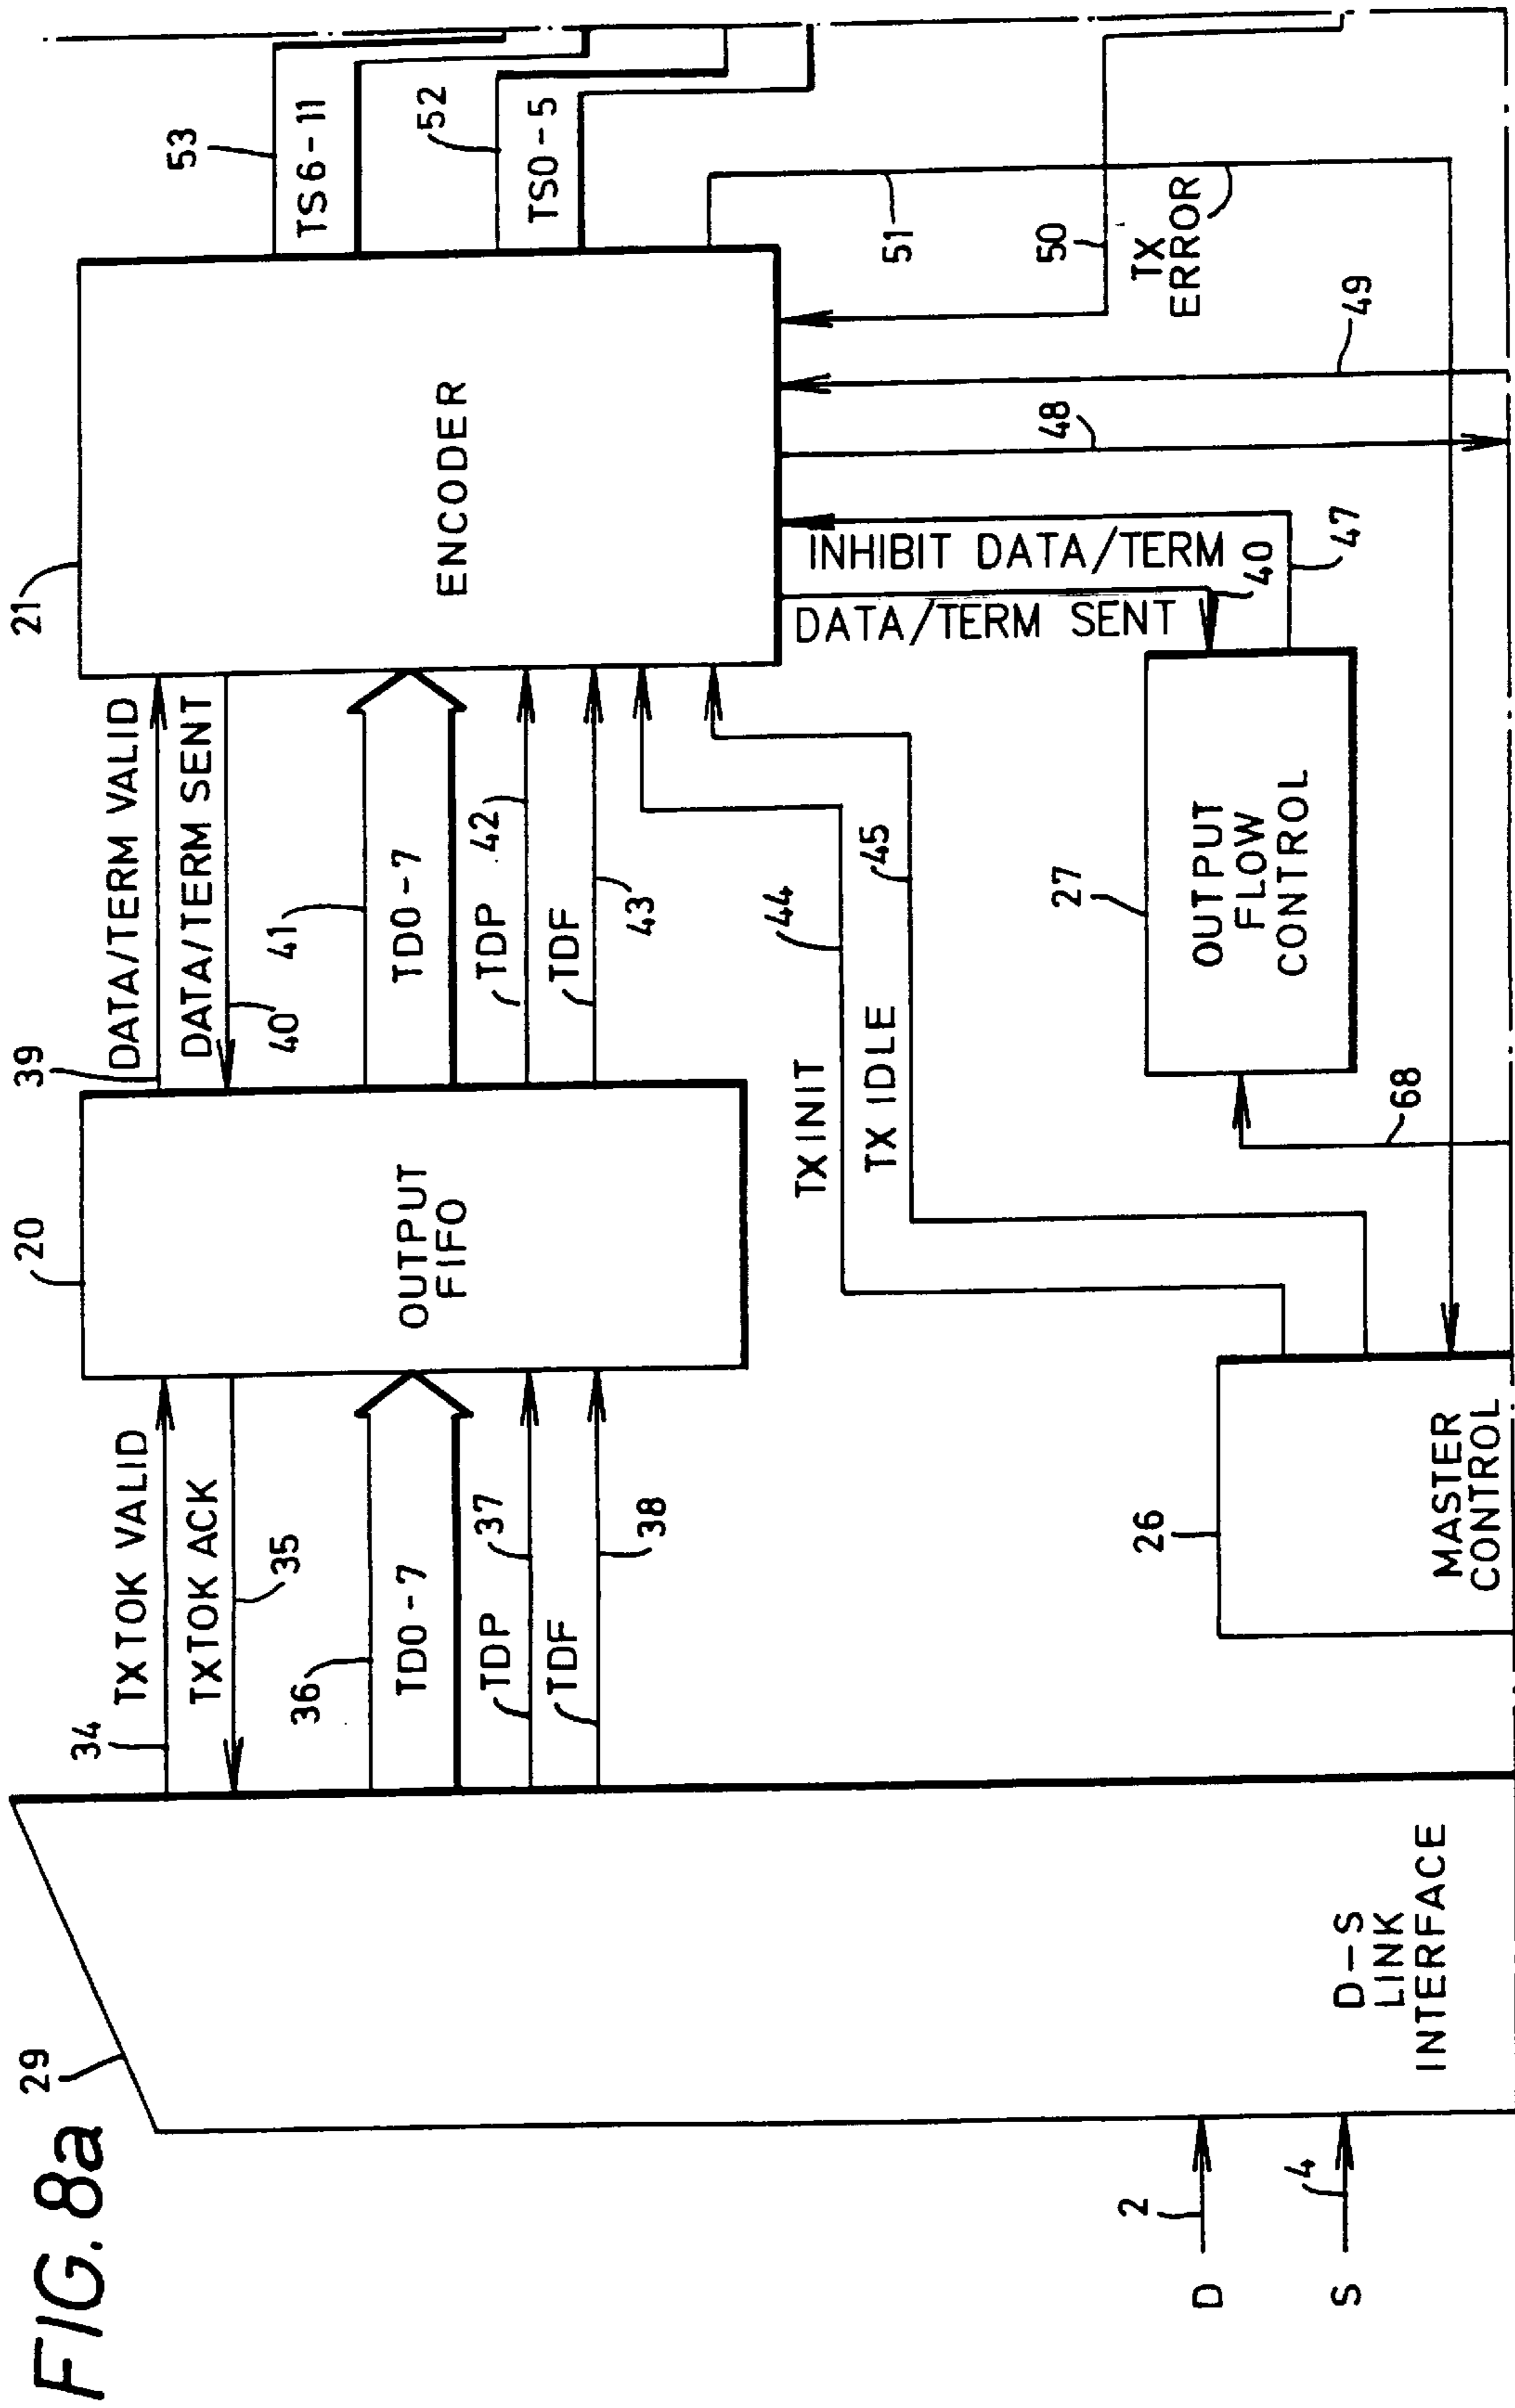 FIG. 8a
29
34
TX TOK VALID
TX TOK ACK
35
36
TD0-7
TDP
37
TDF
38
20
OUTPUT
FIFO
39
DATA/TERM VALID
DATA/TERM SENT
40
41
TD0-7
TDP
42
TDF
43
21
ENCODER
53
TS6-11
52
TS0-5
51
50
TX
ERROR
49
48
INHIBIT DATA/TERM
47
DATA/TERM SENT
40
44
TX INIT
45
TX IDLE
27
OUTPUT
FLOW
CONTROL
68
26
MASTER
CONTROL
D-S
LINK
INTERFACE
D
2
S
4